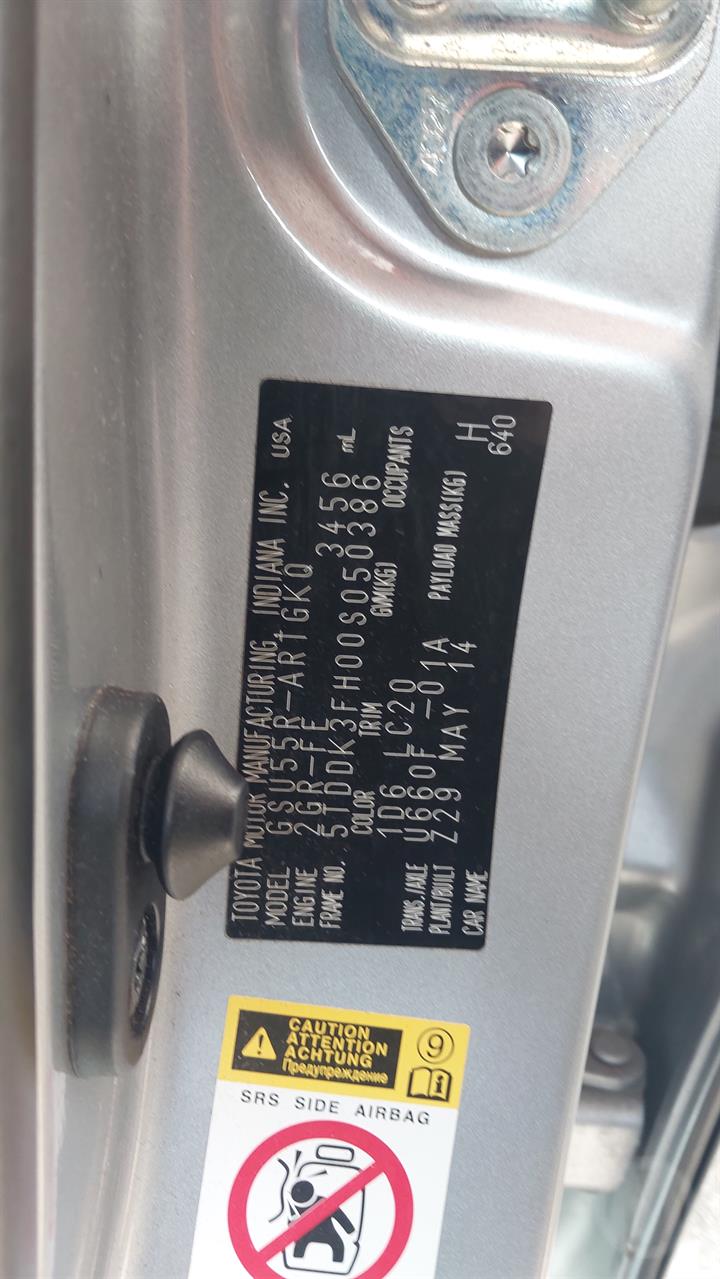 4C27
TOYOTA MOTOR MANUFACTURING, INDIANA INC. USA
MODEL GSU55R-ARTGKQ
ENGINE 2GR-FE 3456 mL
FRAME NO. 5TDDK3FH00S050386
COLOR TRIM GVM(KG) OCCUPANTS
1D6 LC20
TRANS./AXLE U660F -01A
PLANT/BUILT Z29 MAY 14 PAYLOAD MASS(KG) H
CAR NAME 640
CAUTION
ATTENTION
ACHTUNG
Предупреждение
9
SRS SIDE AIRBAG